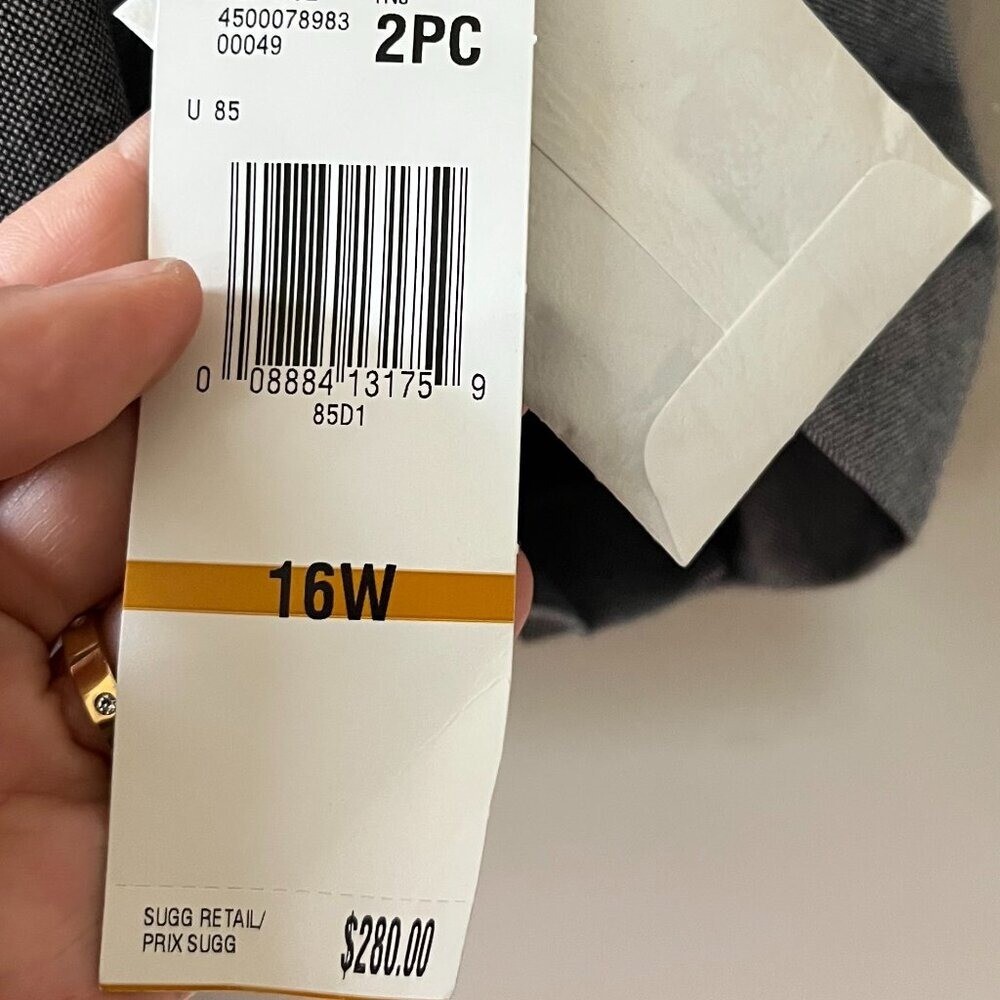 4500078983
00049
2PC
U 85
0 08884 13175 9
85D1
16W
SUGG RETAIL/
PRIX SUGG
$280.00